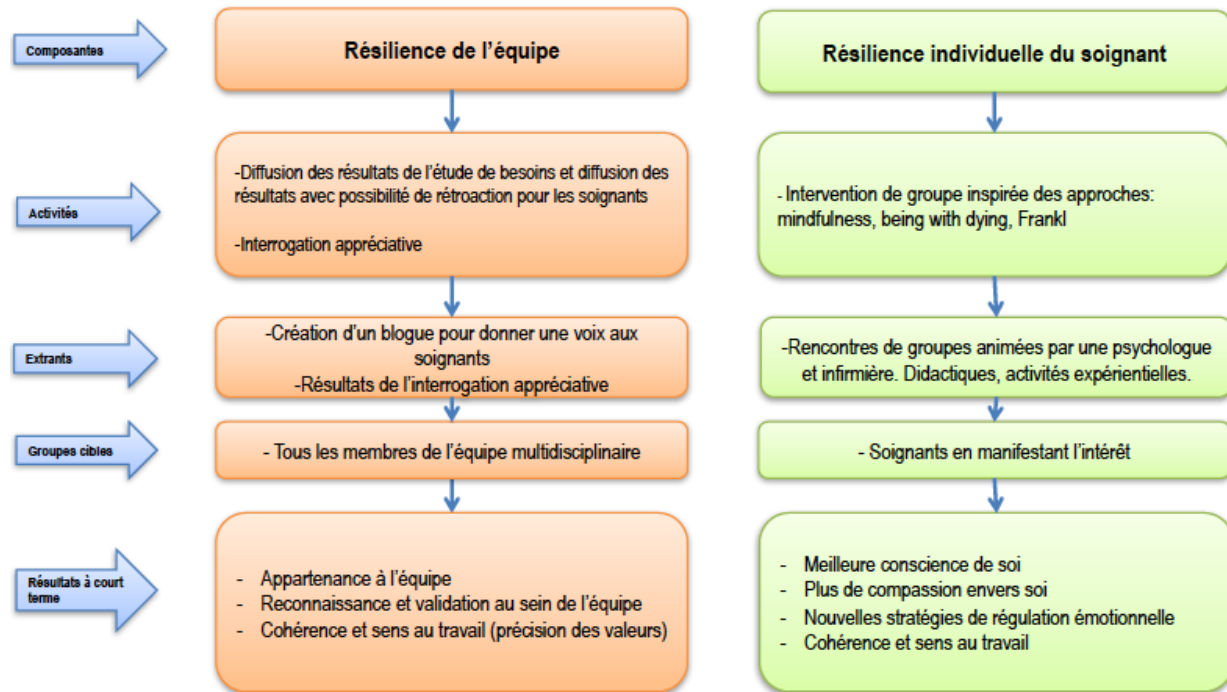 Composantes
Résilience de l'équipe
Résilience individuelle du soignant
Activités
-Diffusion des résultats de l'étude de besoins et diffusion des
résultats avec possibilité de rétroaction pour les soignants
-Interrogation appréciative
- Intervention de groupe inspirée des approches:
mindfulness, being with dying, Frankl
Extrants
-Création d'un blogue pour donner une voix aux
soignants
-Résultats de l'interrogation appréciative
-Rencontres de groupes animées par une psychologue
et infirmière. Didactiques, activités expérientielles.
Groupes cibles
- Tous les membres de l'équipe multidisciplinaire
- Soignants en manifestant l'intérêt
Résultats à court
terme
- Appartenance à l'équipe
- Reconnaissance et validation au sein de l'équipe
- Cohérence et sens au travail (précision des valeurs)
- Meilleure conscience de soi
- Plus de compassion envers soi
- Nouvelles stratégies de régulation émotionnelle
- Cohérence et sens au travail